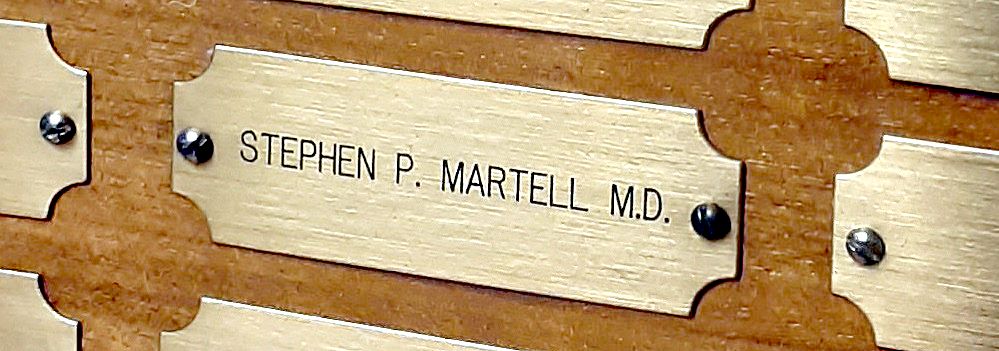 STEPHEN P. MARTELL M.D.